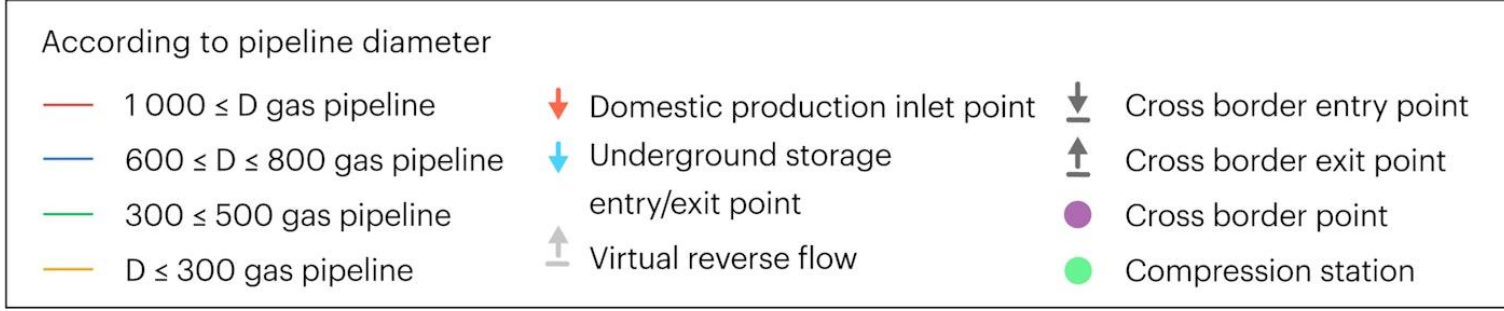 According to pipeline diameter
1 000 ≤ D gas pipeline
600 ≤ D ≤ 800 gas pipeline
300 ≤ 500 gas pipeline
D ≤ 300 gas pipeline
Domestic production inlet point
Underground storage
entry/exit point
Virtual reverse flow
Cross border entry point
Cross border exit point
Cross border point
Compression station